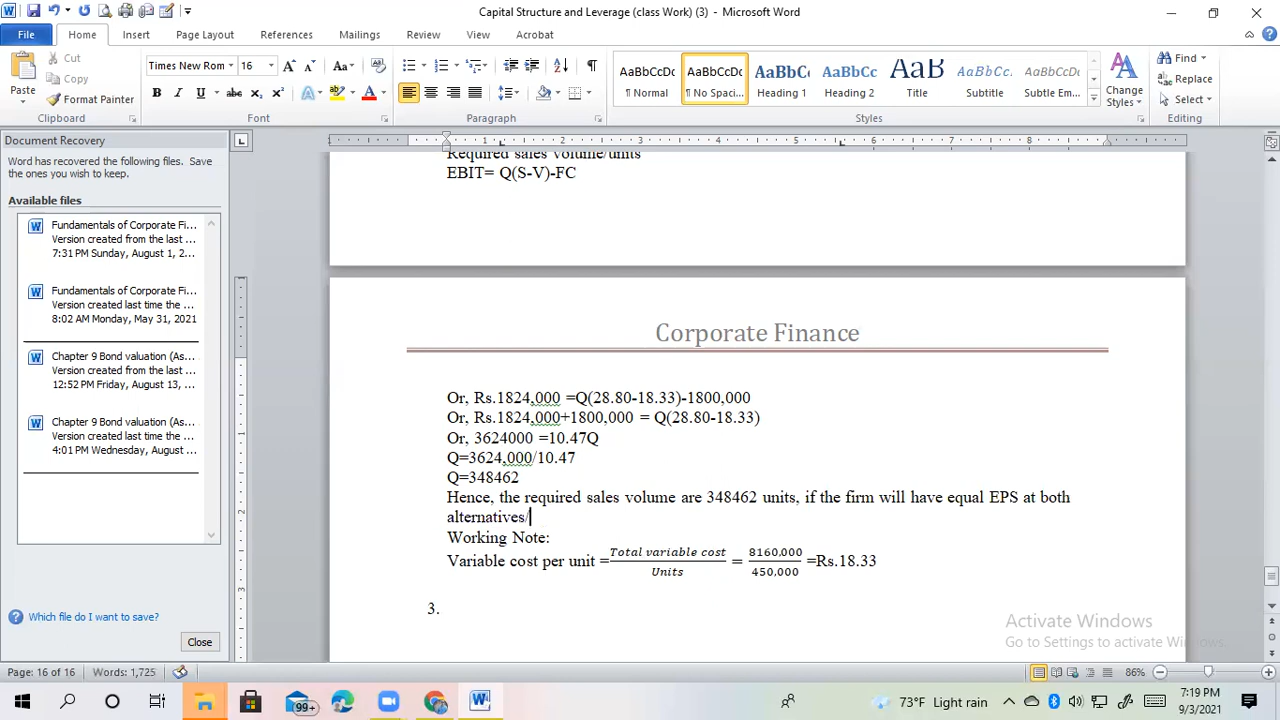 Capital Structure and Leverage (class Work) (3) - Microsoft Word
File Home Insert Page Layout References Mailings Review View Acrobat
Paste
Cut
Copy
Format Painter
Clipboard
Times New Rom 16
Font
Paragraph
AaBbCcDc AaBbCcDc AaBbCc AaBbCc AaB AaBbCcL AaBbCcDc
¶ Normal ¶ No Spaci... Heading 1 Heading 2 Title Subtitle Subtle Em...
Change
Styles
Styles
Find
Replace
Select
Editing
Document Recovery
Word has recovered the following files. Save
the ones you wish to keep.
Available files
Fundamentals of Corporate Fi...
Version created from the last ...
7:31 PM Sunday, August 1, 2...
Fundamentals of Corporate Fi...
Version created last time the ...
8:02 AM Monday, May 31, 2021
Chapter 9 Bond valuation (As...
Version created from the last ...
12:52 PM Friday, August 13, ...
Chapter 9 Bond valuation (As...
Version created last time the ...
4:01 PM Wednesday, August ...
Which file do I want to save?
Close
Required sales volume/units
EBIT= Q(S-V)-FC
Corporate Finance
Or, Rs.1824,000 =Q(28.80-18.33)-1800,000
Or, Rs.1824,000+1800,000 = Q(28.80-18.33)
Or, 3624000 =10.47Q
Q=3624,000/10.47
Q=348462
Hence, the required sales volume are 348462 units, if the firm will have equal EPS at both
alternatives/
Working Note:
Variable cost per unit =Total variable cost/Units = 8160,000/450,000 =Rs.18.33
3.
Activate Windows
Go to Settings to activate Windows.
Page: 16 of 16 Words: 1,725 86%
99+ 73°F Light rain 7:19 PM
9/3/2021